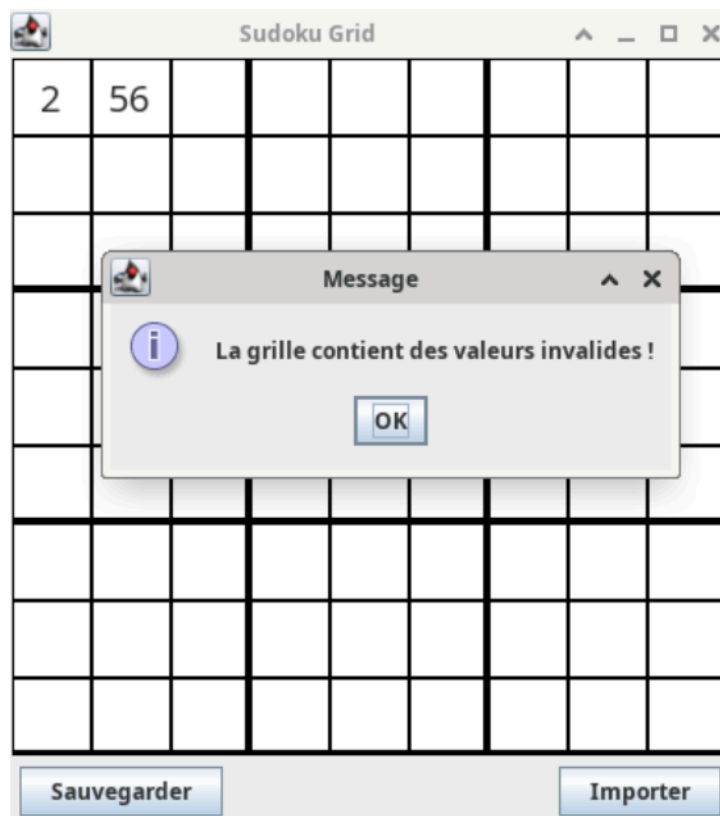 Sudoku Grid
2 56
Message
La grille contient des valeurs invalides !
OK
Sauvegarder Importer